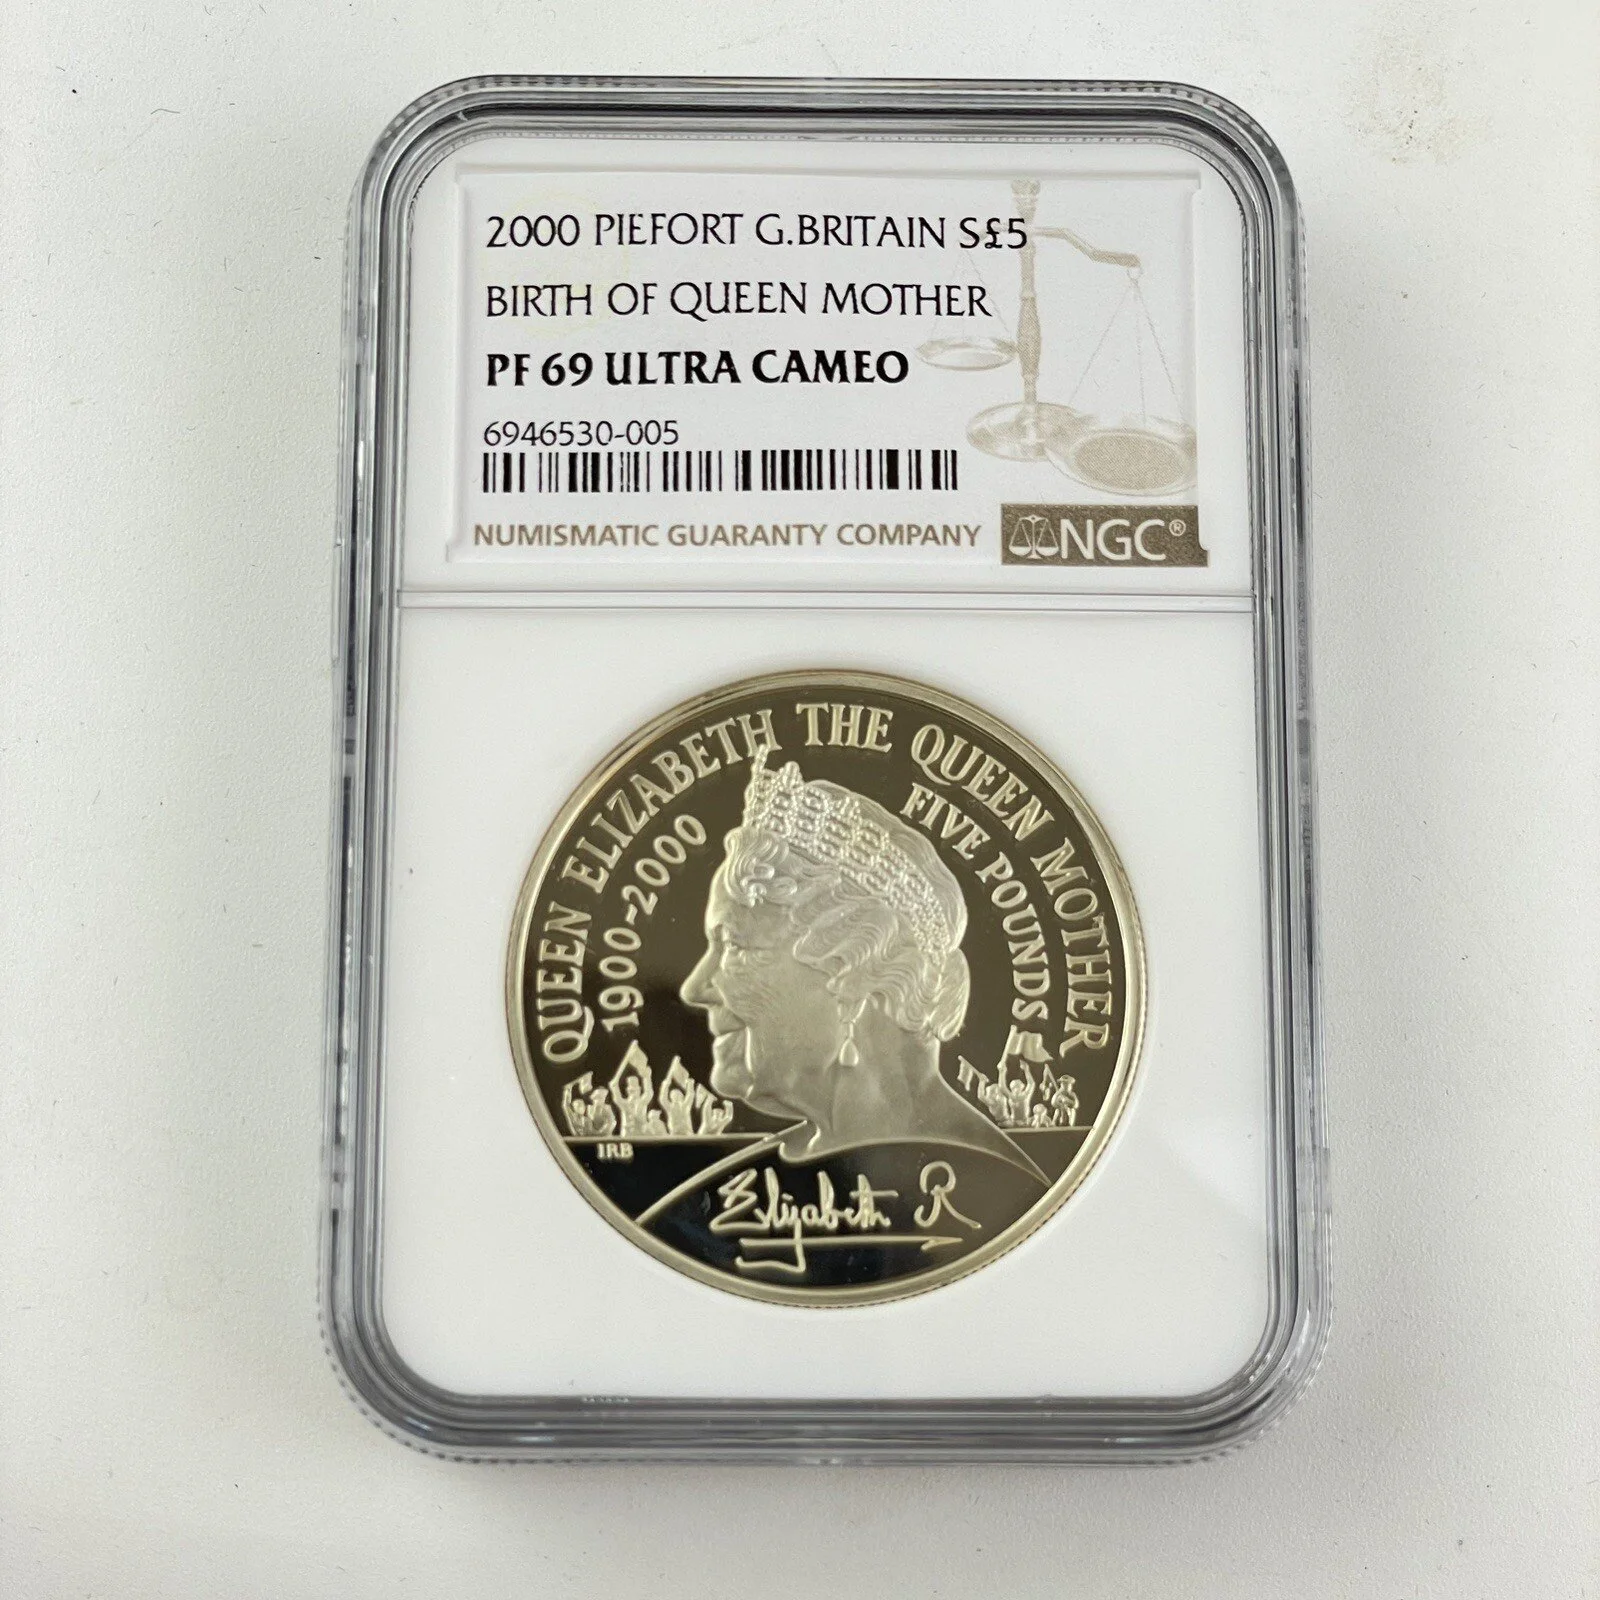 2000 PIEFORT G.BRITAIN S£5
BIRTH OF QUEEN MOTHER
PF 69 ULTRA CAMEO
6946530-005
NUMISMATIC GUARANTY COMPANY NGC®
QUEEN ELIZABETH THE QUEEN MOTHER
1900-2000
FIVE POUNDS
IRB
Elizabeth R